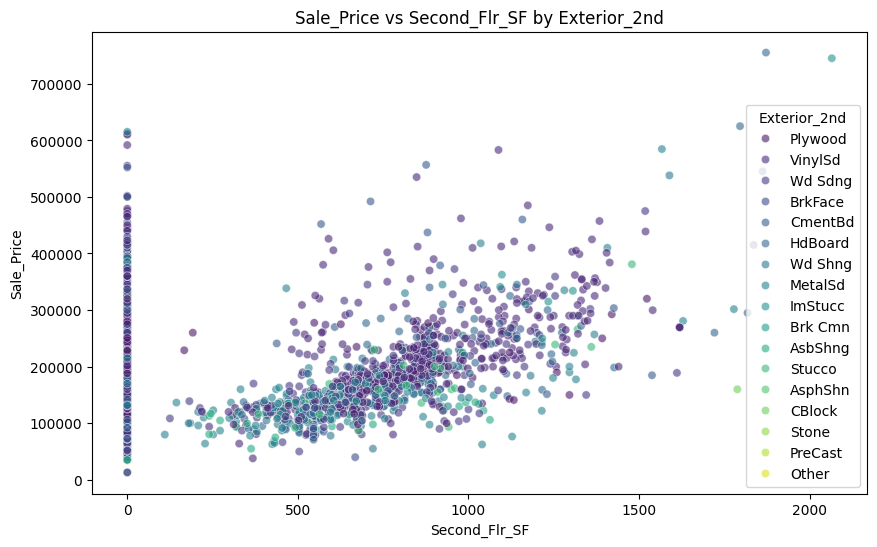 Sale_Price vs Second_Flr_SF by Exterior_2nd
Sale_Price
700000
600000
500000
400000
300000
200000
100000
0
0
500
1000
1500
2000
Second_Flr_SF
Exterior_2nd
Plywood
VinylSd
Wd Sdng
BrkFace
CmentBd
HdBoard
Wd Shng
MetalSd
ImStucc
Brk Cmn
AsbShng
Stucco
AsphShn
CBlock
Stone
PreCast
Other